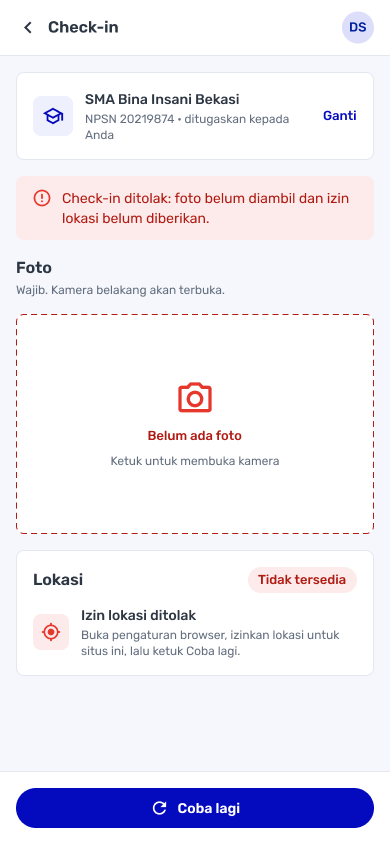 Check-in
DS
SMA Bina Insani Bekasi
NPSN 20219874 • ditugaskan kepada
Anda
Ganti
Check-in ditolak: foto belum diambil dan izin
lokasi belum diberikan.
Foto
Wajib. Kamera belakang akan terbuka.
Belum ada foto
Ketuk untuk membuka kamera
Lokasi
Tidak tersedia
Izin lokasi ditolak
Buka pengaturan browser, izinkan lokasi untuk
situs ini, lalu ketuk Coba lagi.
Coba lagi